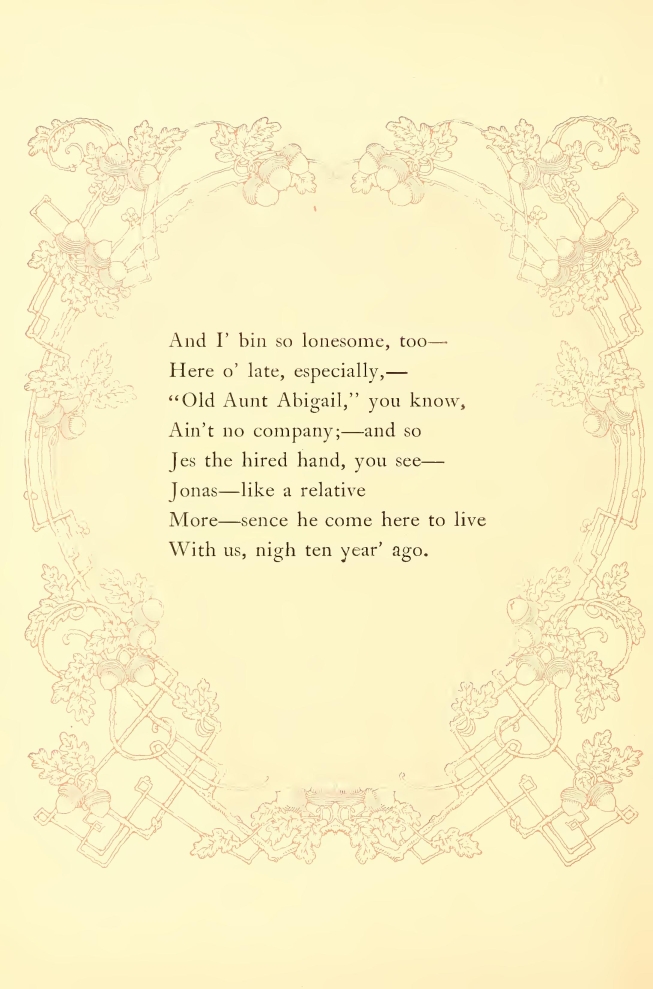 And I' bin so lonesome, too—
Here o' late, especially,—
“Old Aunt Abigail,” you know,
Ain't no company;—and so
Jes the hired hand, you see—
Jonas—like a relative
More—sence he come here to live
With us, nigh ten year' ago.